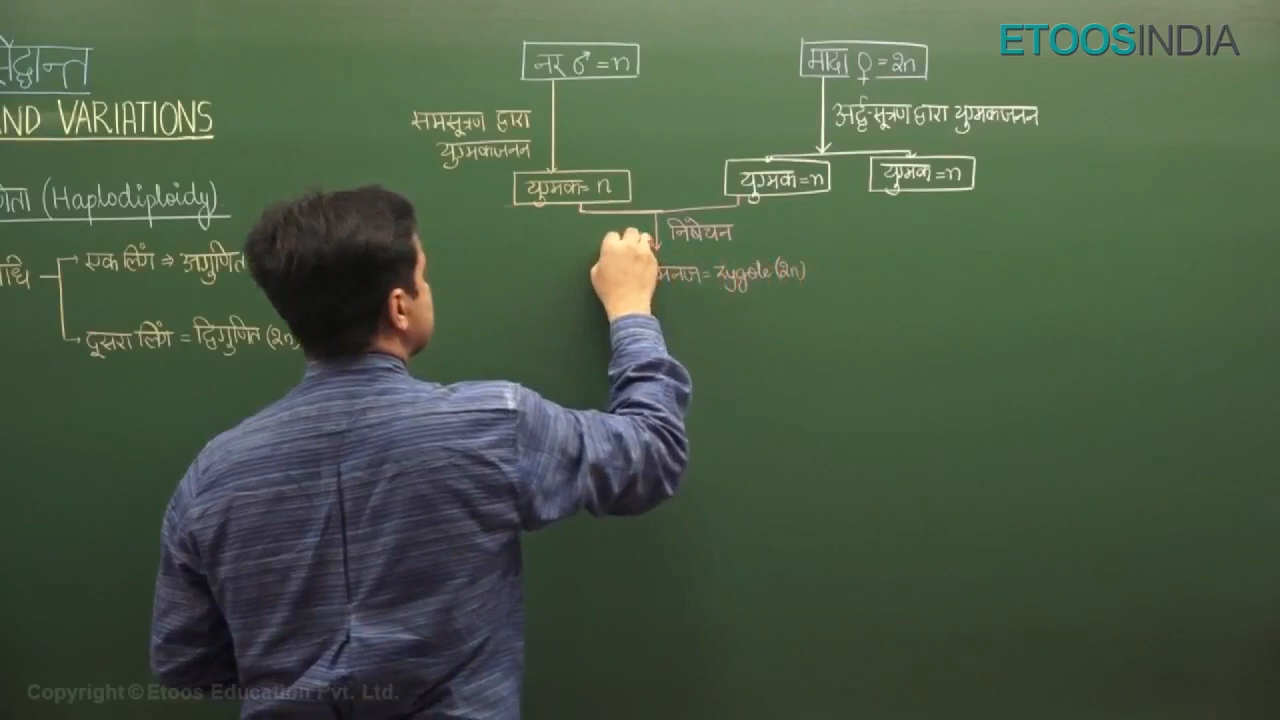 ETOOSINDIA
सिद्धान्त
AND VARIATIONS
(Haplodiploidy)
एक लिंग ⇒ अगुणित
दूसरा लिंग = द्विगुणित (2n)
नर ♂ = n
मादा ♀ = 2n
समसूत्रण द्वारा
युग्मकजनन
अर्द्ध-सूत्रण द्वारा युग्मकजनन
युग्मक = n
युग्मक = n
युग्मक = n
निषेचन
= zygote (2n)
Copyright © Etoos Education Pvt. Ltd.